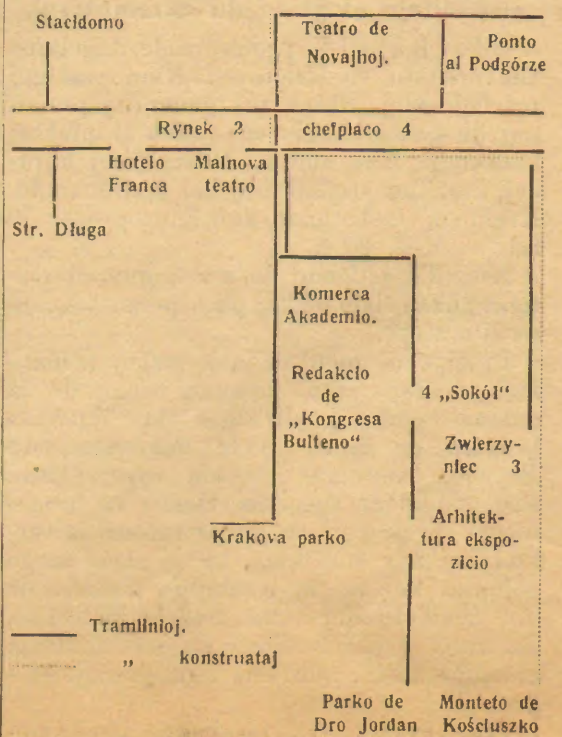 Stacidomo
Teatro de
Novajhoj.
Ponto
al Podgórze
Rynek 2 chefplaco 4
Hotelo Malnova
Franca teatro
Str. Długa
Komerca
Akademio.
Redakcio
de
„Kongresa
Bulteno“
4 „Sokół“
Zwierzy-
niec 3
Arhitek-
tura ekspo-
zicio
Krakova parko
Tramlinioj.
„ konstruataj
Parko de
Dro Jordan
Monteto de
Kościuszko